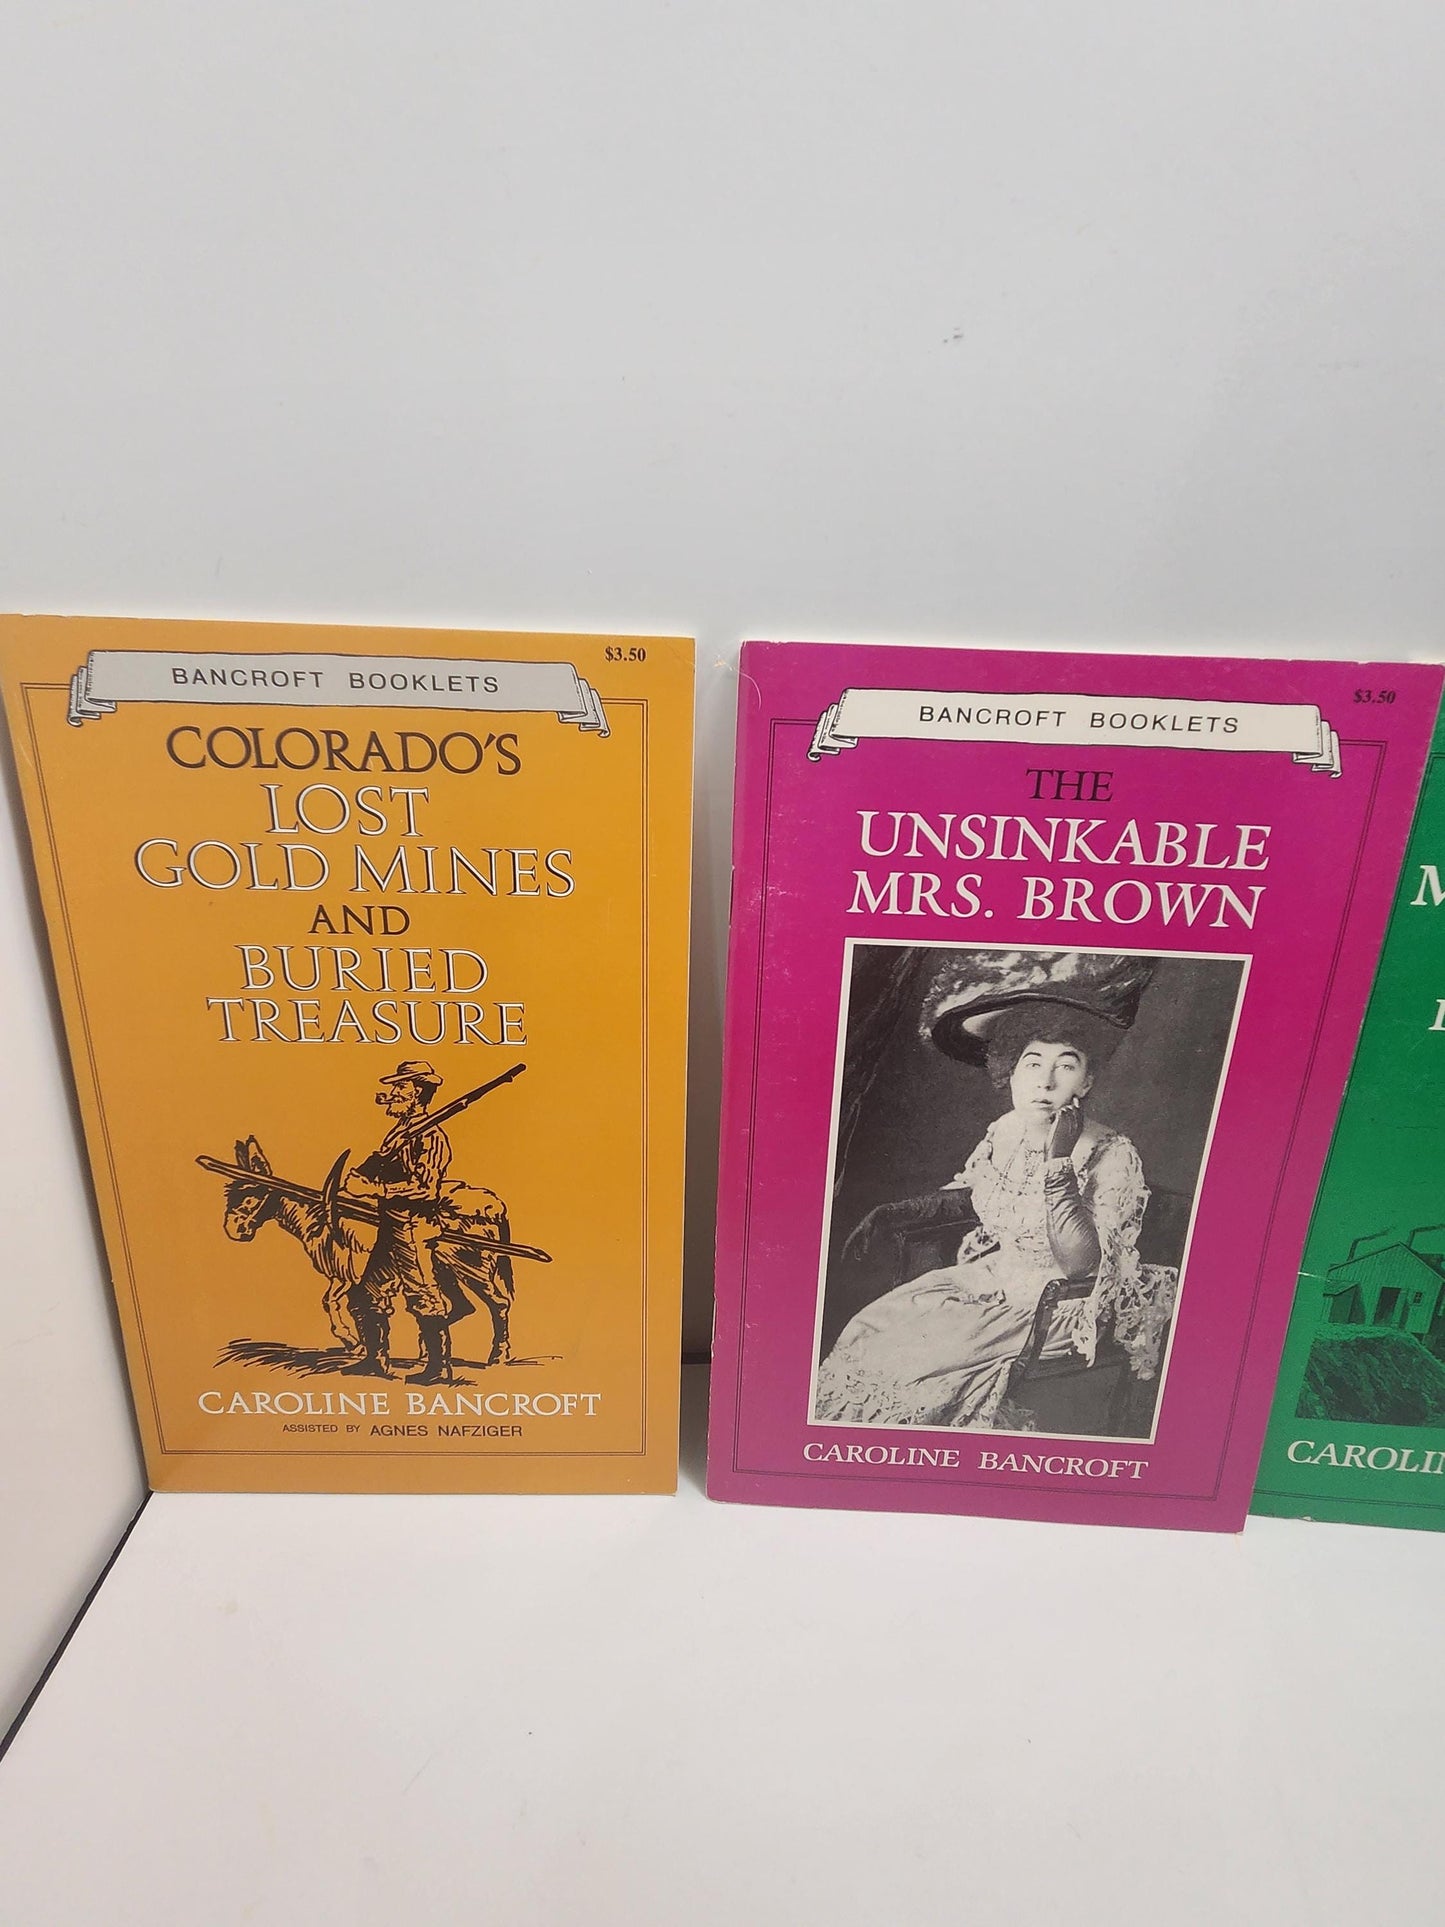 BANCROFT BOOKLETS
$3.50
COLORADO'S
LOST
GOLD MINES
AND
BURIED
TREASURE
CAROLINE BANCROFT
ASSISTED BY AGNES NAFZIGER
BANCROFT BOOKLETS
$3.50
THE
UNSINKABLE
MRS. BROWN
CAROLINE BANCROFT